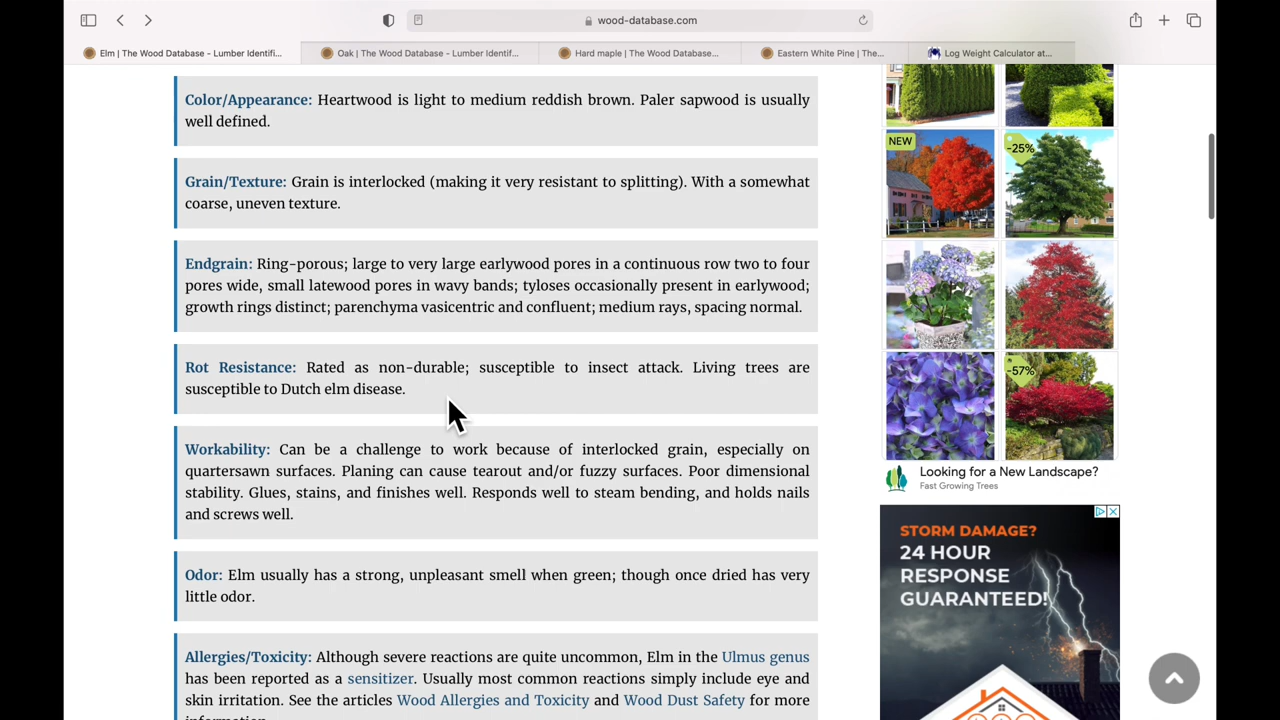 wood-database.com
Elm | The Wood Database - Lumber Identifi...
Oak | The Wood Database - Lumber Identif...
Hard maple | The Wood Database...
Eastern White Pine | The...
Log Weight Calculator at...
Color/Appearance: Heartwood is light to medium reddish brown. Paler sapwood is usually
well defined.
Grain/Texture: Grain is interlocked (making it very resistant to splitting). With a somewhat
coarse, uneven texture.
Endgrain: Ring-porous; large to very large earlywood pores in a continuous row two to four
pores wide, small latewood pores in wavy bands; tyloses occasionally present in earlywood;
growth rings distinct; parenchyma vasicentric and confluent; medium rays, spacing normal.
Rot Resistance: Rated as non-durable; susceptible to insect attack. Living trees are
susceptible to Dutch elm disease.
Workability: Can be a challenge to work because of interlocked grain, especially on
quartersawn surfaces. Planing can cause tearout and/or fuzzy surfaces. Poor dimensional
stability. Glues, stains, and finishes well. Responds well to steam bending, and holds nails
and screws well.
Odor: Elm usually has a strong, unpleasant smell when green; though once dried has very
little odor.
Allergies/Toxicity: Although severe reactions are quite uncommon, Elm in the Ulmus genus
has been reported as a sensitizer. Usually most common reactions simply include eye and
skin irritation. See the articles Wood Allergies and Toxicity and Wood Dust Safety for more
information.
NEW
-25%
-57%
Looking for a New Landscape?
Fast Growing Trees
STORM DAMAGE?
24 HOUR
RESPONSE
GUARANTEED!